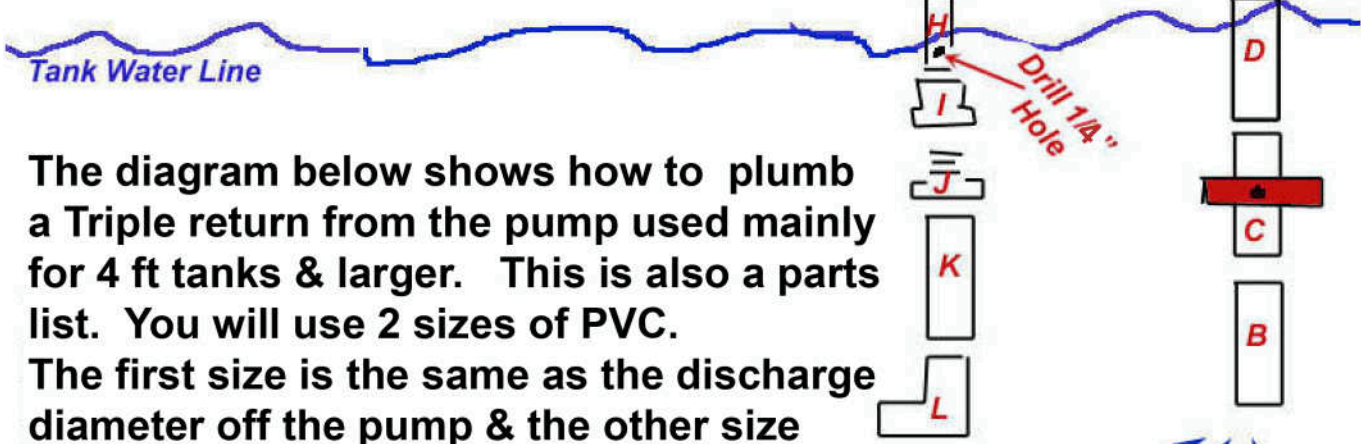 H
D
Tank Water Line
Drill 1/4"
Hole
I
The diagram below shows how to plumb
a Triple return from the pump used mainly
for 4 ft tanks & larger. This is also a parts
list. You will use 2 sizes of PVC.
The first size is the same as the discharge
diameter off the pump & the other size
J
C
K
B
L